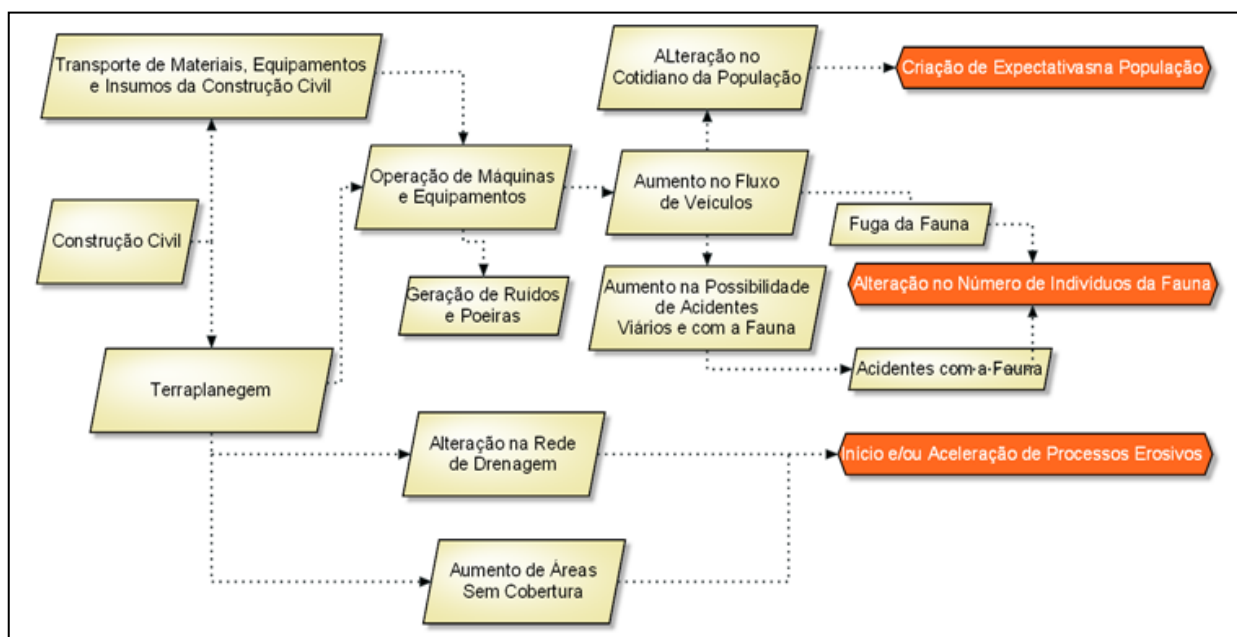 Transporte de Materiais, Equipamentos
e Insumos da Construção Civil
ALteração no
Cotidiano da População
Criação de Expectativasna População
Operação de Máquinas
e Equipamentos
Aumento no Fluxo
de Veículos
Fuga da Fauna
Construção Civil
Geração de Ruídos
e Poeiras
Aumento na Possibilidade
de Acidentes
Viários e com a Fauna
Alteração no Número de Indivíduos da Fauna
Terraplanegem
Acidentes com a Fauna
Alteração na Rede
de Drenagem
Início e/ou Aceleração de Processos Erosivos
Aumento de Áreas
Sem Cobertura